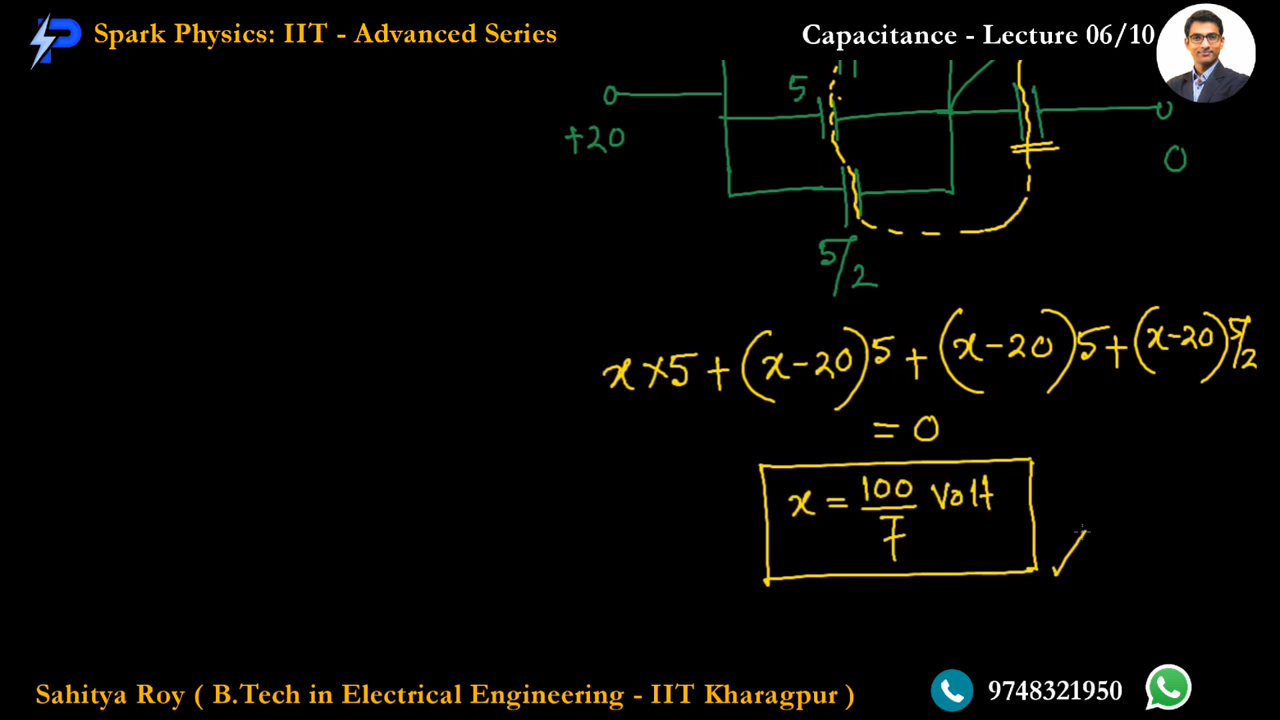 Spark Physics: IIT - Advanced Series
Capacitance - Lecture 06/10
5
+20
0
5/2
x×5+(x-20)5+(x-20)5+(x-20)5/2
= 0
x = 100/7 Volt
Sahitya Roy ( B.Tech in Electrical Engineering - IIT Kharagpur )
9748321950